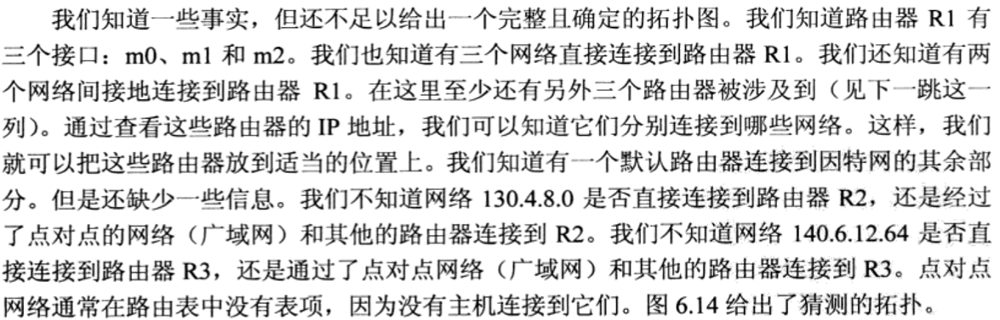 我们知道一些事实，但还不足以给出一个完整且确定的拓扑图。我们知道路由器 R1 有
三个接口：m0、m1 和 m2。我们也知道有三个网络直接连接到路由器 R1。我们还知道有两
个网络间接地连接到路由器 R1。在这里至少还有另外三个路由器被涉及到（见下一跳这一
列）。通过查看这些路由器的 IP 地址，我们可以知道它们分别连接到哪些网络。这样，我们
就可以把这些路由器放到适当的位置上。我们知道有一个默认路由器连接到因特网的其余部
分。但是还缺少一些信息。我们不知道网络 130.4.8.0 是否直接连接到路由器 R2，还是经过
了点对点的网络（广域网）和其他的路由器连接到 R2。我们不知道网络 140.6.12.64 是否直
接连接到路由器 R3，还是通过了点对点网络（广域网）和其他的路由器连接到 R3。点对点
网络通常在路由表中没有表项，因为没有主机连接到它们。图 6.14 给出了猜测的拓扑。